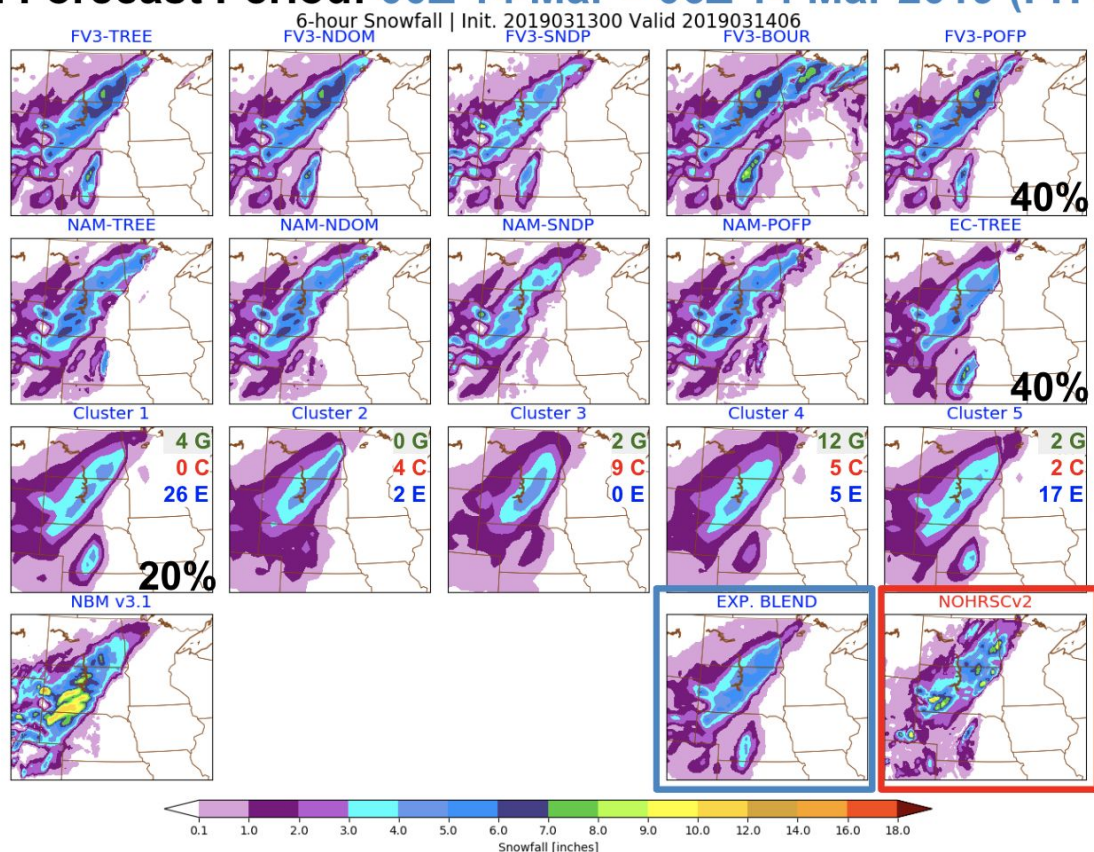 Forecast Period:
6-hour Snowfall | Init. 2019031300 Valid 2019031406
FV3-TREE FV3-NDOM FV3-SNDP FV3-BOUR FV3-POFP
40%
NAM-TREE NAM-NDOM NAM-SNDP NAM-POFP EC-TREE
40%
Cluster 1 Cluster 2 Cluster 3 Cluster 4 Cluster 5
4 G 0 G 2 G 12 G 2 G
0 C 4 C 9 C 5 C 2 C
26 E 2 E 0 E 5 E 17 E
20%
NBM v3.1 EXP. BLEND NOHRSCv2
0.1 1.0 2.0 3.0 4.0 5.0 6.0 7.0 8.0 9.0 10.0 12.0 14.0 16.0 18.0
Snowfall [inches]